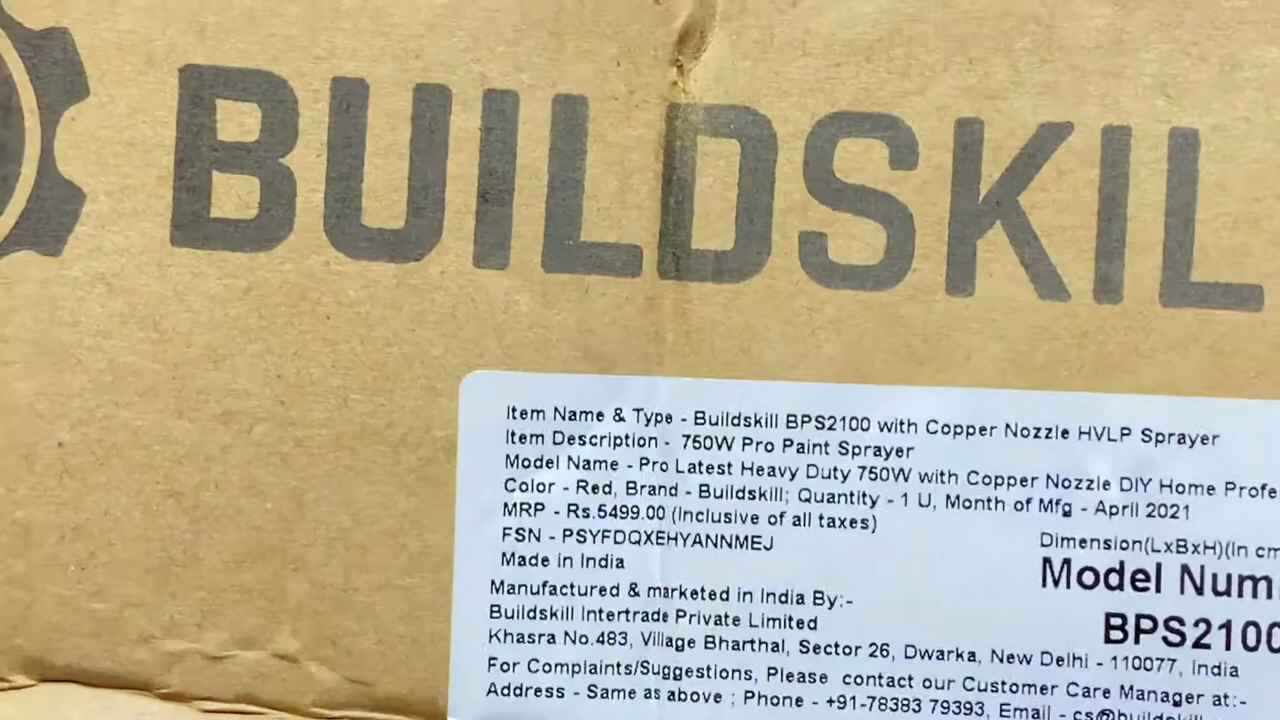 BUILDSKIL
Item Name & Type - Buildskill BPS2100 with Copper Nozzle HVLP Sprayer
Item Description - 750W Pro Paint Sprayer
Model Name - Pro Latest Heavy Duty 750W with Copper Nozzle DIY Home Profe
Color - Red, Brand - Buildskill; Quantity - 1 U, Month of Mfg - April 2021
MRP - Rs.5499.00 (Inclusive of all taxes)
FSN - PSYFDQXEHYANNMEJ
Dimension(LxBxH)(In cm
Made in India
Model Num
Manufactured & marketed in India By:-
BPS2100
Buildskill Intertrade Private Limited
Khasra No.483, Village Bharthal, Sector 26, Dwarka, New Delhi - 110077, India
For Complaints/Suggestions, Please contact our Customer Care Manager at:-
Address - Same as above ; Phone - +91-78383 79393, Email - cs@buildskill